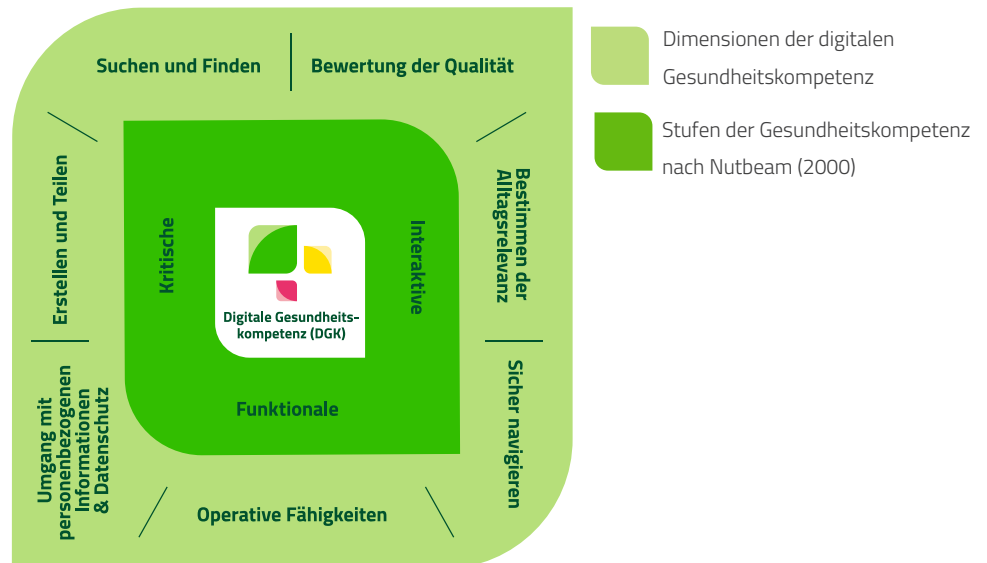 Suchen und Finden
Bewertung der Qualität
Bestimmen der
Alltagsrelevanz
Sicher navigieren
Operative Fähigkeiten
Umgang mit
personenbezogenen
Informationen
& Datenschutz
Erstellen und Teilen
Kritische
Interaktive
Funktionale
Digitale Gesundheits-
kompetenz (DGK)
Dimensionen der digitalen
Gesundheitskompetenz
Stufen der Gesundheitskompetenz
nach Nutbeam (2000)